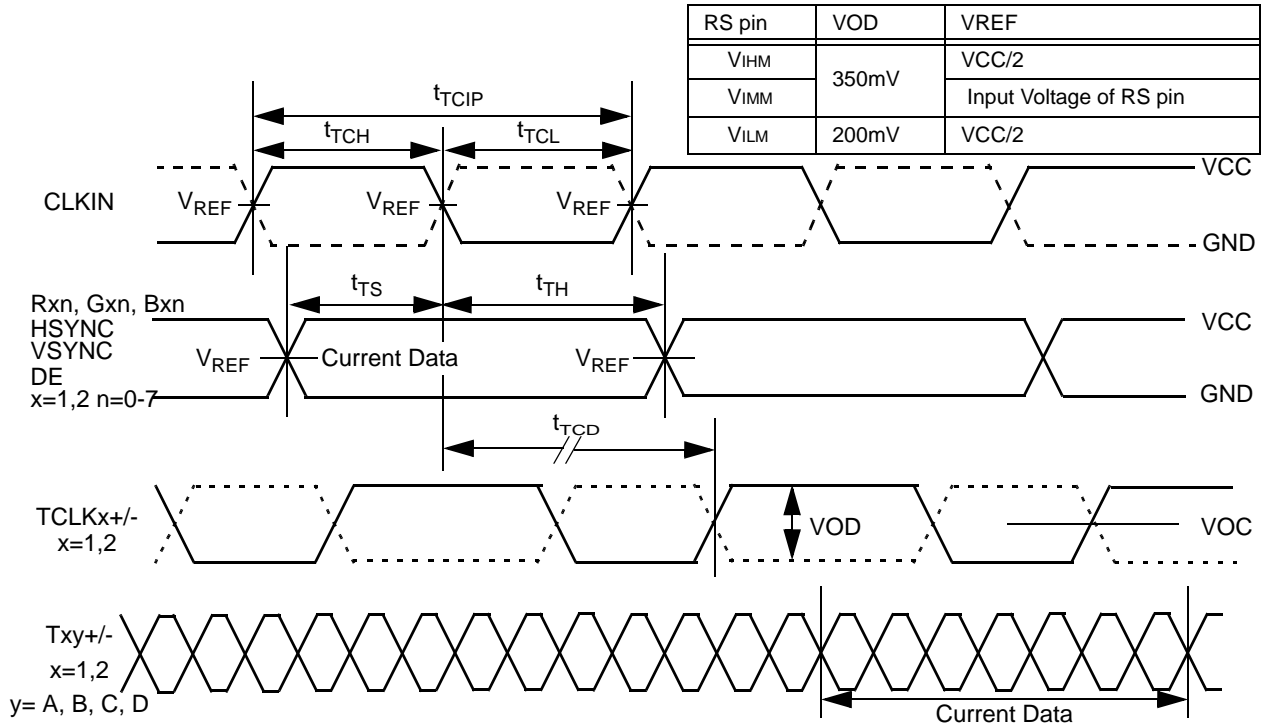 RS pin VOD VREF
VIHM 350mV VCC/2
VIMM Input Voltage of RS pin
VILM 200mV VCC/2
tTCIP
tTCH tTCL
VCC
CLKIN VREF VREF VREF
GND
tTS tTH
Rxn, Gxn, Bxn
HSYNC
VSYNC
DE
x=1,2 n=0-7
VREF Current Data VREF
VCC
GND
tTCD
TCLKx+/-
x=1,2
VOD
VOC
Txy+/-
x=1,2
y= A, B, C, D
Current Data